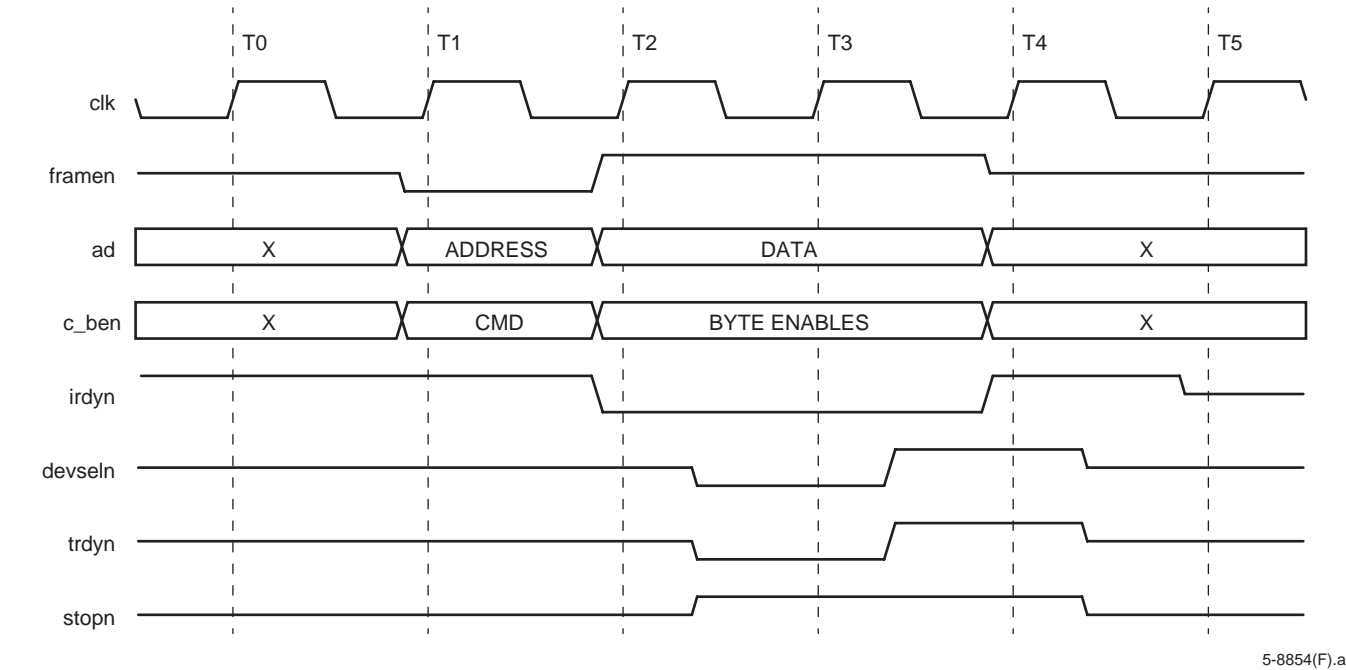 T0 T1 T2 T3 T4 T5
clk
framen
ad X ADDRESS DATA X
c_ben X CMD BYTE ENABLES X
irdyn
devseln
trdyn
stopn
5-8854(F).a